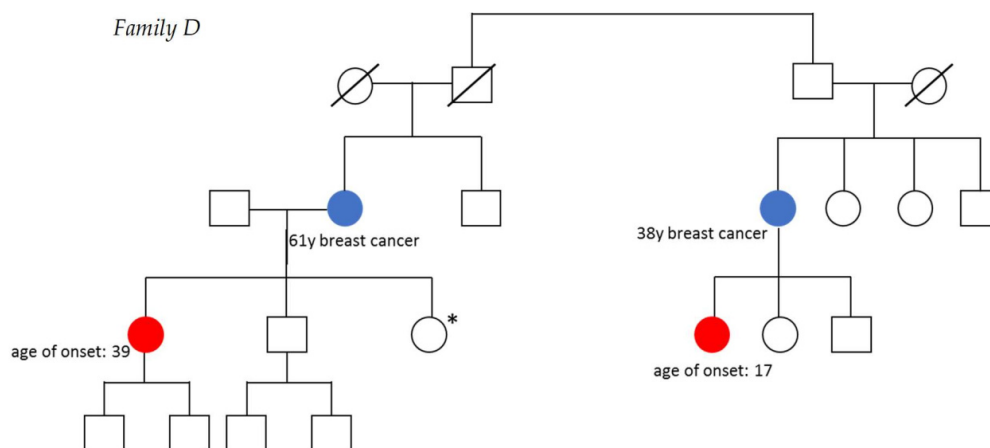 Family D
61y breast cancer
38y breast cancer
*
age of onset: 39
age of onset: 17